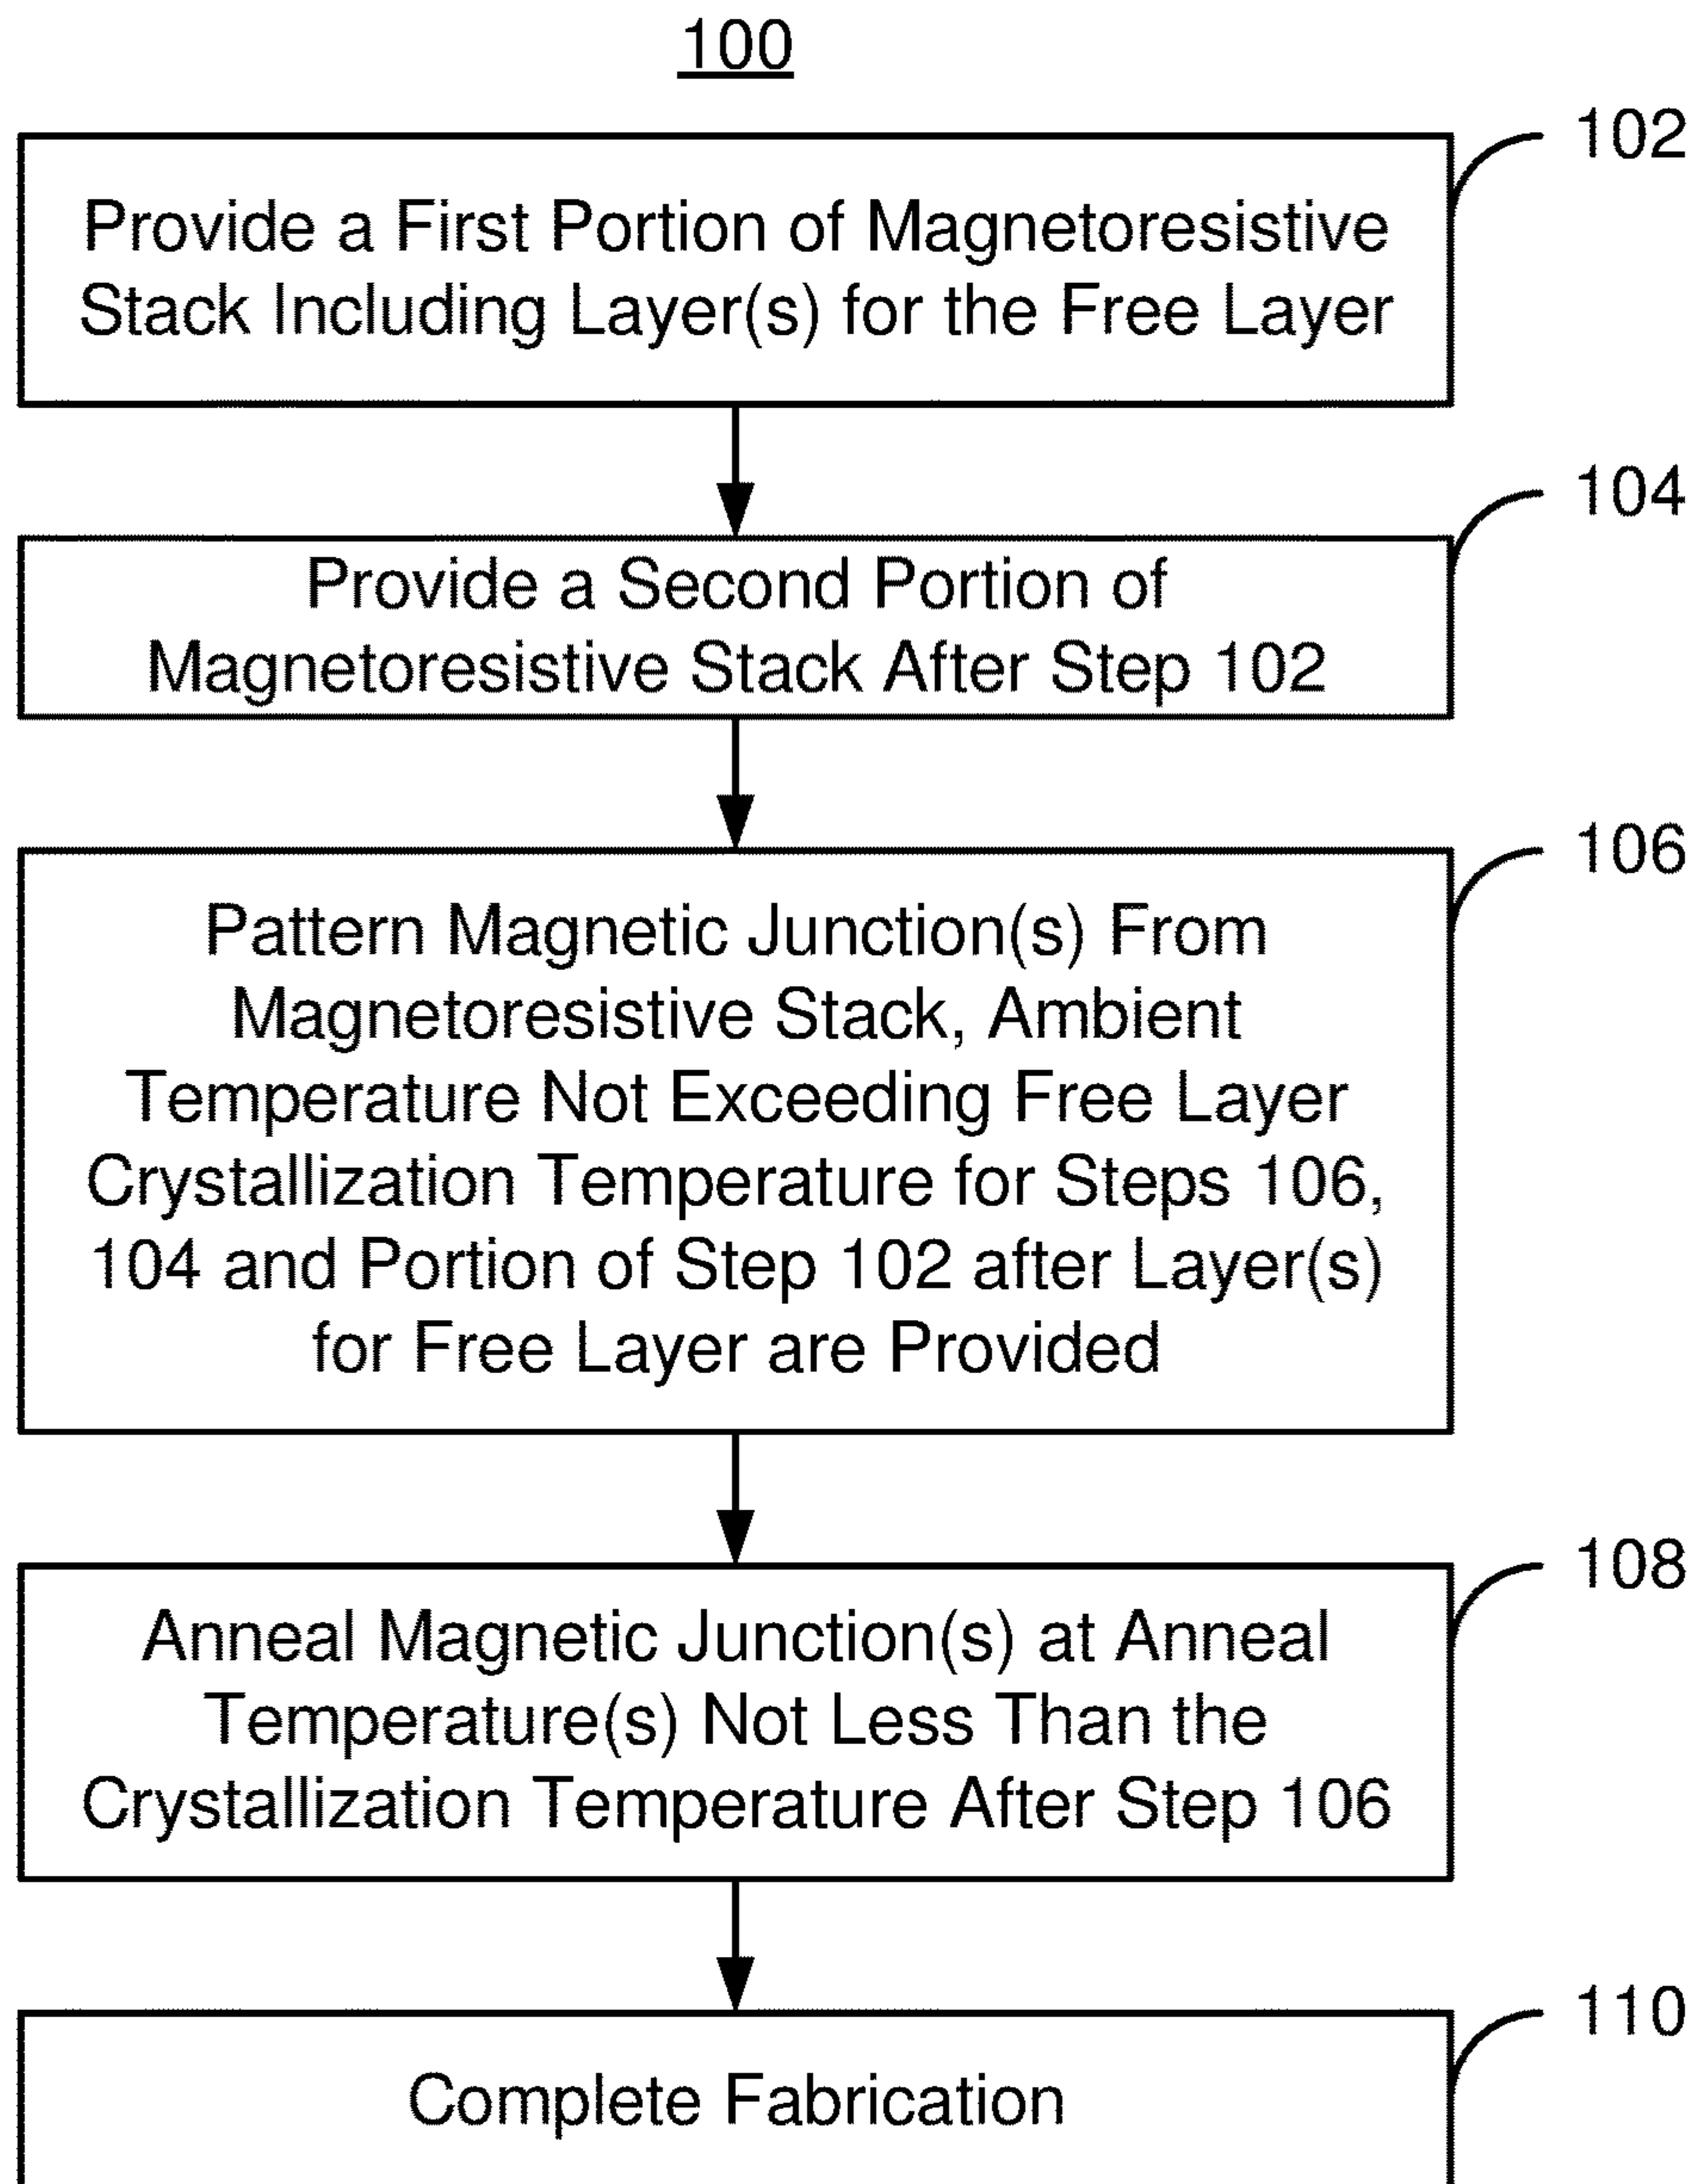 100
102
Provide a First Portion of Magnetoresistive
Stack Including Layer(s) for the Free Layer
104
Provide a Second Portion of
Magnetoresistive Stack After Step 102
106
Pattern Magnetic Junction(s) From
Magnetoresistive Stack, Ambient
Temperature Not Exceeding Free Layer
Crystallization Temperature for Steps 106,
104 and Portion of Step 102 after Layer(s)
for Free Layer are Provided
108
Anneal Magnetic Junction(s) at Anneal
Temperature(s) Not Less Than the
Crystallization Temperature After Step 106
110
Complete Fabrication